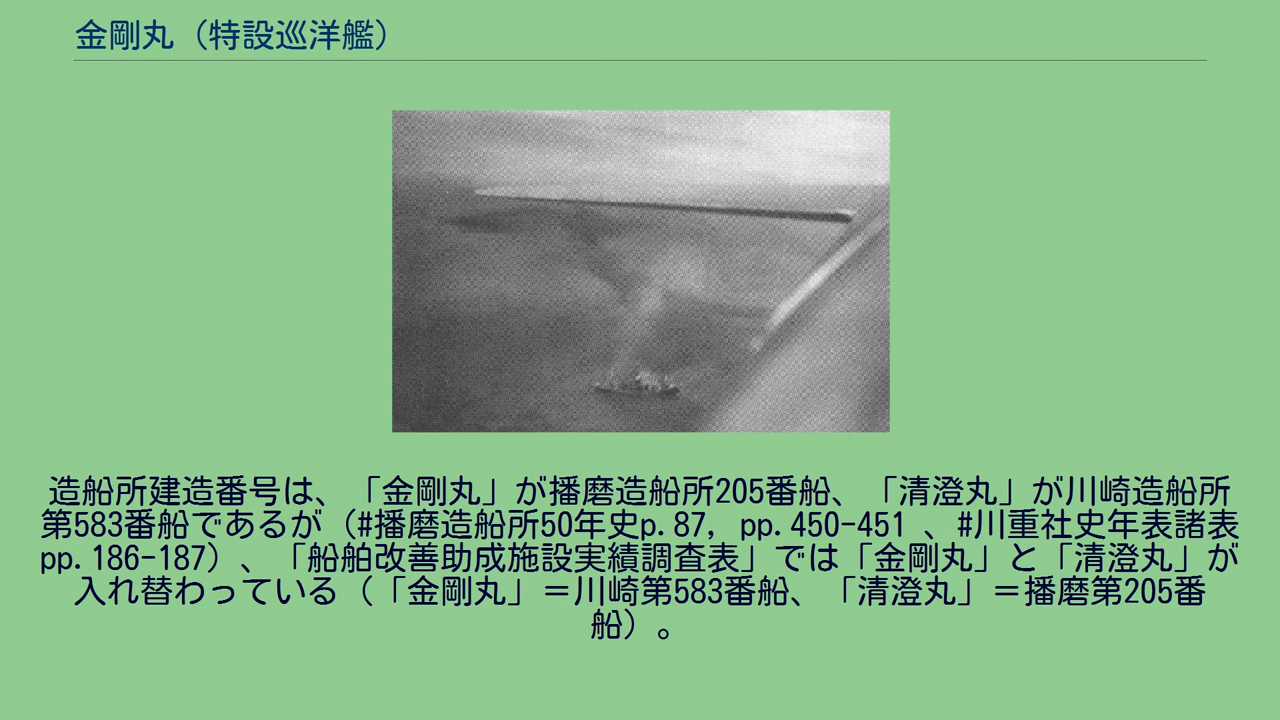 金剛丸（特設巡洋艦）
造船所建造番号は、「金剛丸」が播磨造船所205番船、「清澄丸」が川崎造船所
第583番船であるが（#播磨造船所50年史p.87, pp.450-451 、#川重社史年表諸表
pp.186-187）、「船舶改善助成施設実績調査表」では「金剛丸」と「清澄丸」が
入れ替わっている（「金剛丸」＝川崎第583番船、「清澄丸」＝播磨第205番
船）。